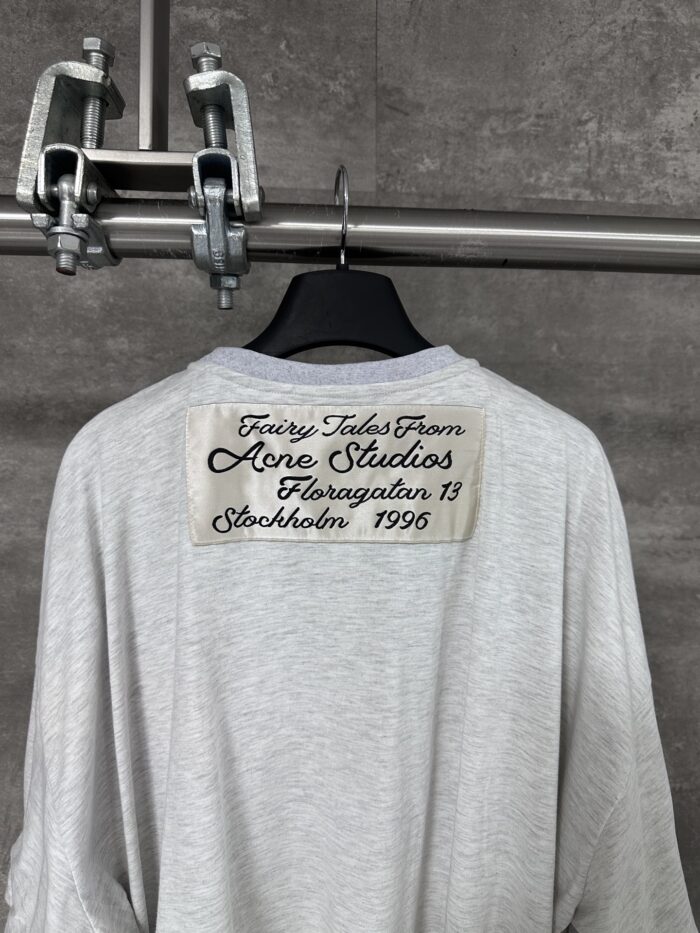 Fairy Tales From
Acne Studios
Floragatan 13
Stockholm 1996